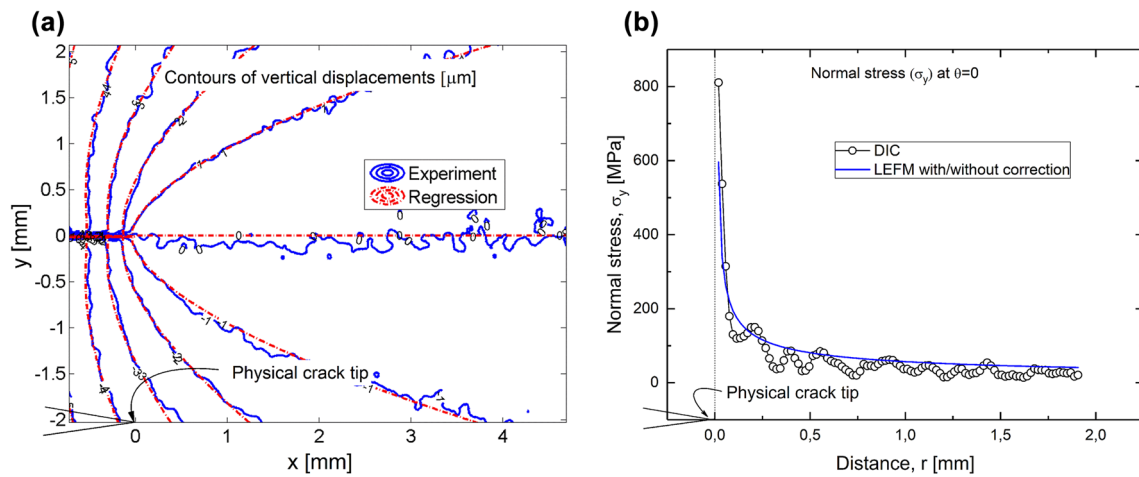 (a)
Contours of vertical displacements [μm]
Experiment
Regression
Physical crack tip
2
1.5
1
0.5
0
-0.5
-1
-1.5
-2
y [mm]
0
1
2
3
4
x [mm]
(b)
Normal stress (σy) at θ=0
DIC
LEFM with/without correction
Physical crack tip
800
600
400
200
0
Normal stress, σy [MPa]
0,0
0,5
1,0
1,5
2,0
Distance, r [mm]